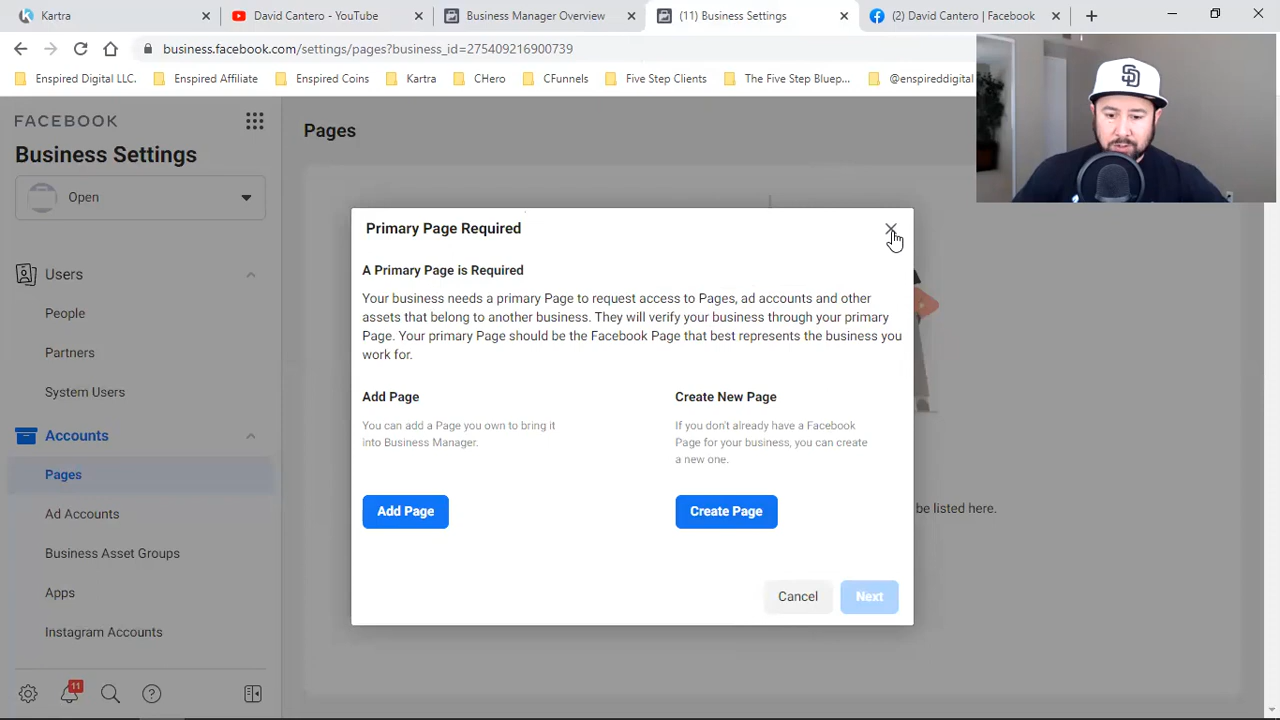 Kartra
David Cantero - YouTube
Business Manager Overview
(11) Business Settings
(2) David Cantero | Facebook
business.facebook.com/settings/pages?business_id=275409216900739
Enspired Digital LLC.
Enspired Affiliate
Enspired Coins
Kartra
CHero
CFunnels
Five Step Clients
The Five Step Bluep...
@enspireddigital
FACEBOOK
Business Settings
Open
Users
People
Partners
System Users
Accounts
Pages
Ad Accounts
Business Asset Groups
Apps
Instagram Accounts
11
Pages
Primary Page Required
A Primary Page is Required
Your business needs a primary Page to request access to Pages, ad accounts and other
assets that belong to another business. They will verify your business through your primary
Page. Your primary Page should be the Facebook Page that best represents the business you
work for.
Add Page
You can add a Page you own to bring it
into Business Manager.
Add Page
Create New Page
If you don't already have a Facebook
Page for your business, you can create
a new one.
Create Page
Cancel
Next
be listed here.
SD